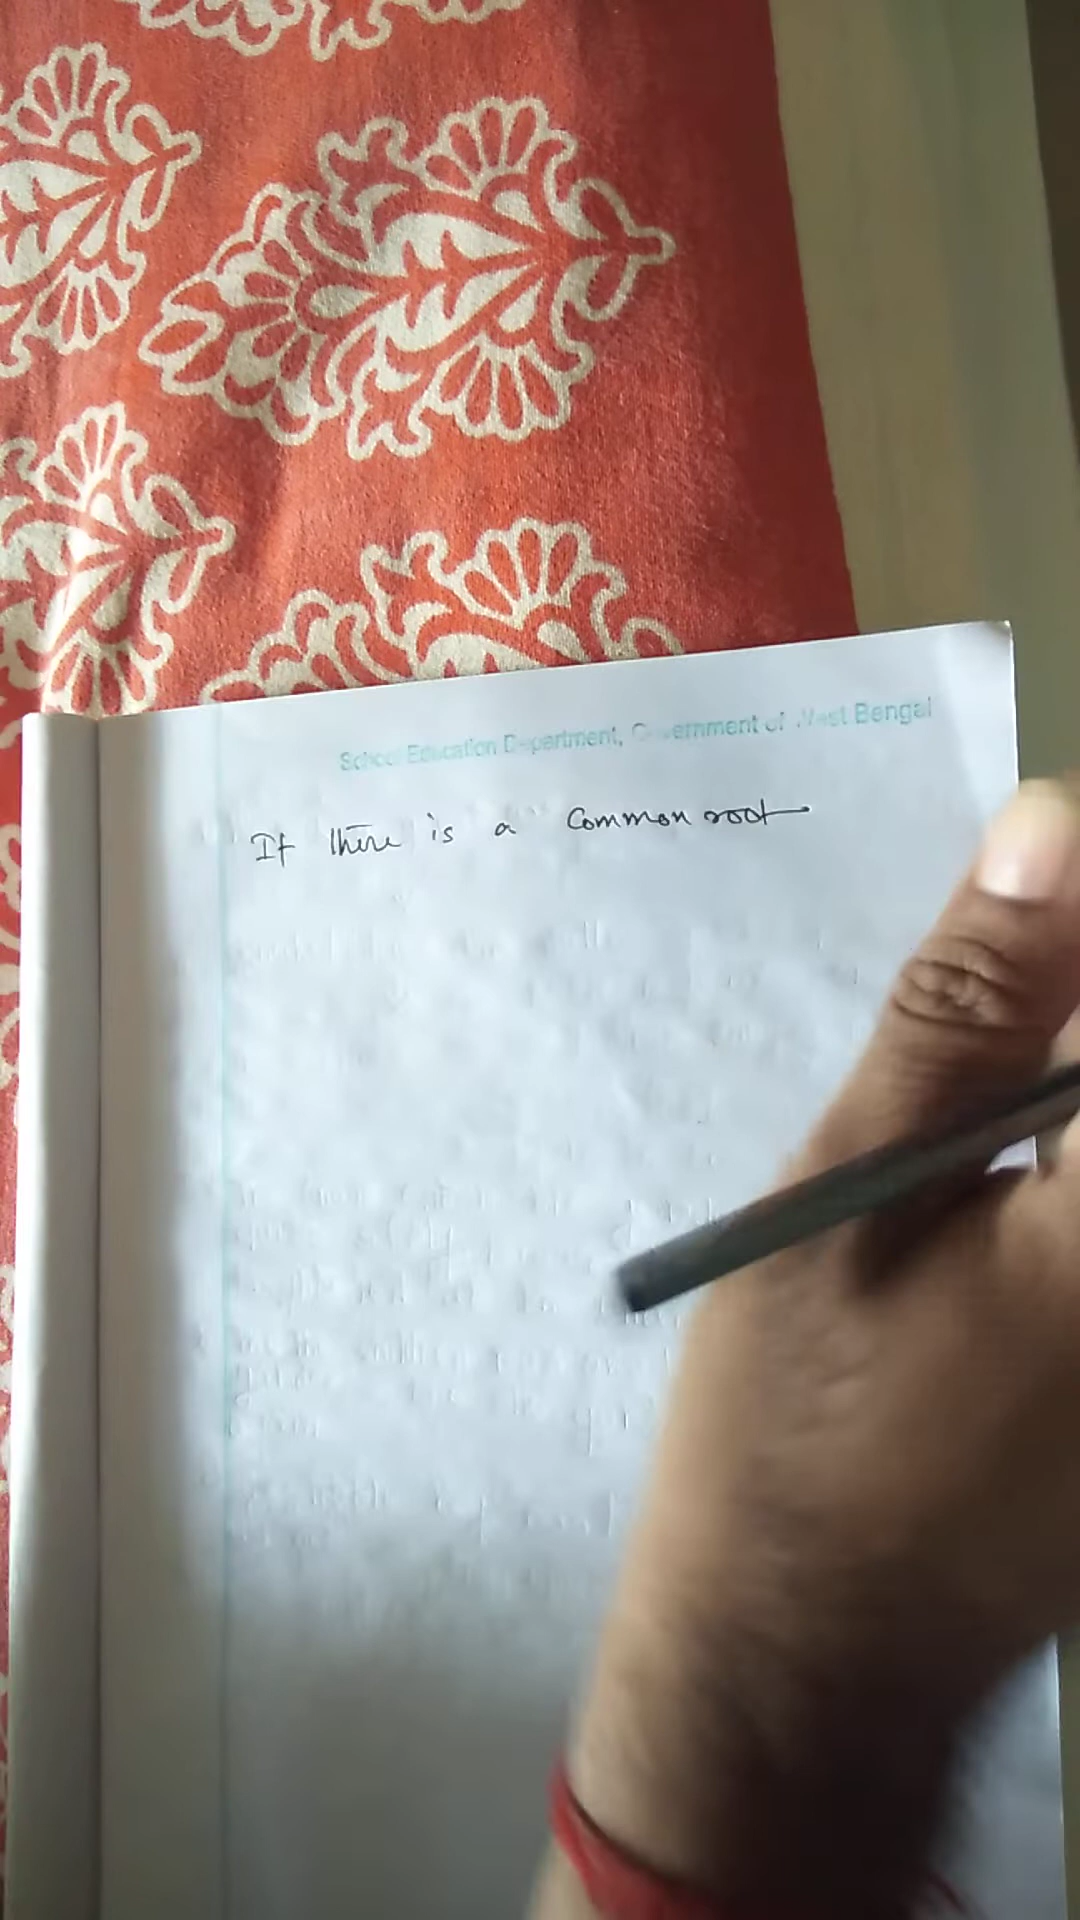 School Education Department, Government of West Bengal
If there is a Common root